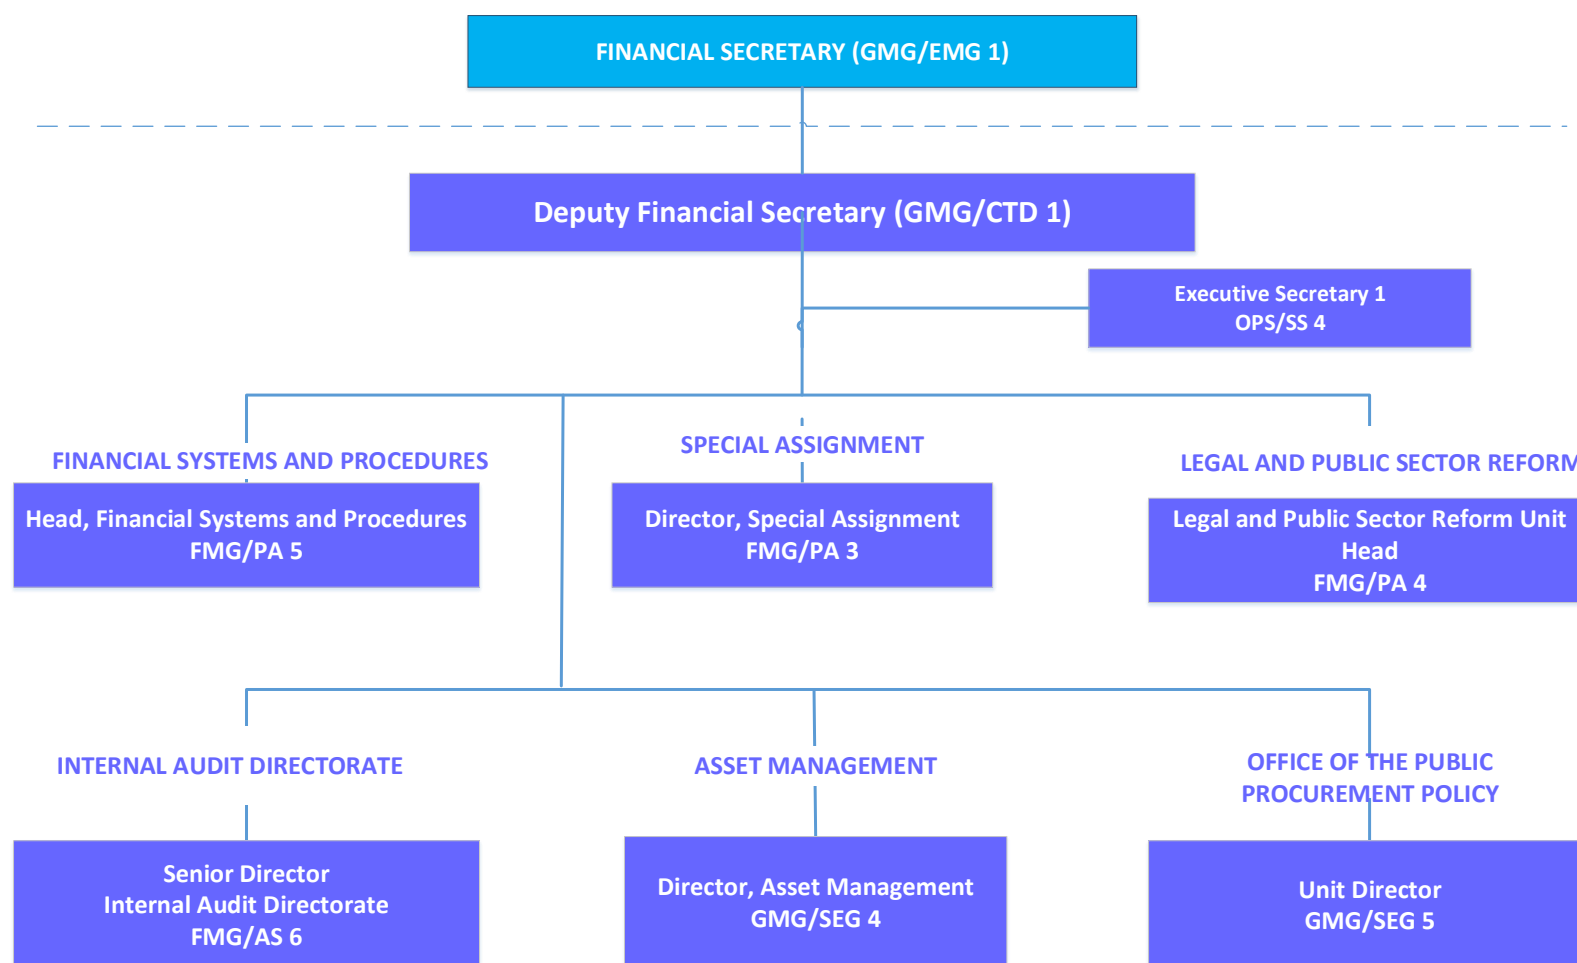 FINANCIAL SECRETARY (GMG/EMG 1)
Deputy Financial Secretary (GMG/CTD 1)
Executive Secretary 1
OPS/SS 4
FINANCIAL SYSTEMS AND PROCEDURES
Head, Financial Systems and Procedures
FMG/PA 5
SPECIAL ASSIGNMENT
Director, Special Assignment
FMG/PA 3
LEGAL AND PUBLIC SECTOR REFORM
Legal and Public Sector Reform Unit
Head
FMG/PA 4
INTERNAL AUDIT DIRECTORATE
Senior Director
Internal Audit Directorate
FMG/AS 6
ASSET MANAGEMENT
Director, Asset Management
GMG/SEG 4
OFFICE OF THE PUBLIC
PROCUREMENT POLICY
Unit Director
GMG/SEG 5